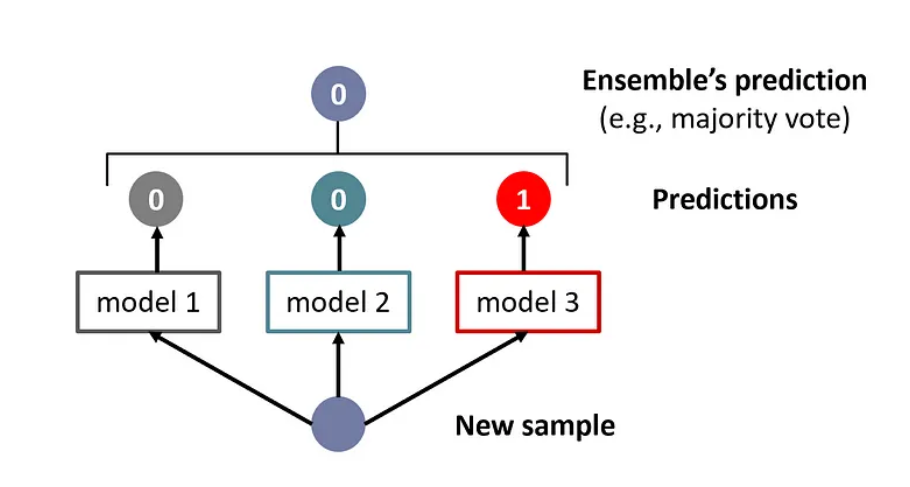 0
Ensemble's prediction
(e.g., majority vote)
0 0 1
Predictions
model 1 model 2 model 3
New sample